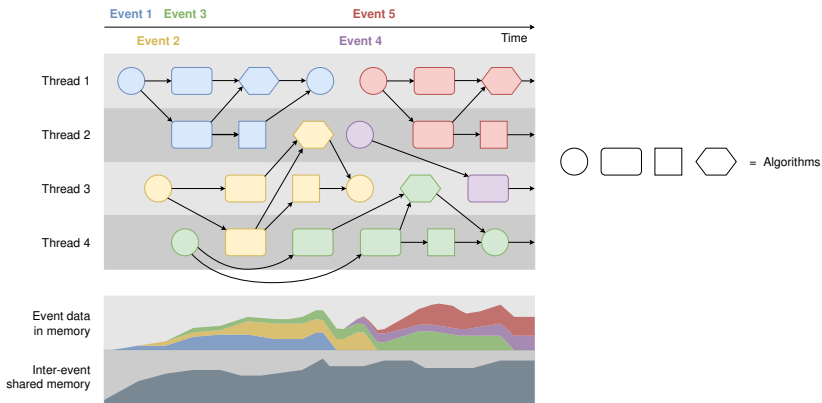 Event 1 Event 3 Event 5
Time
Event 2 Event 4
Thread 1
Thread 2
Thread 3
Thread 4
= Algorithms
Event data
in memory
Inter-event
shared memory